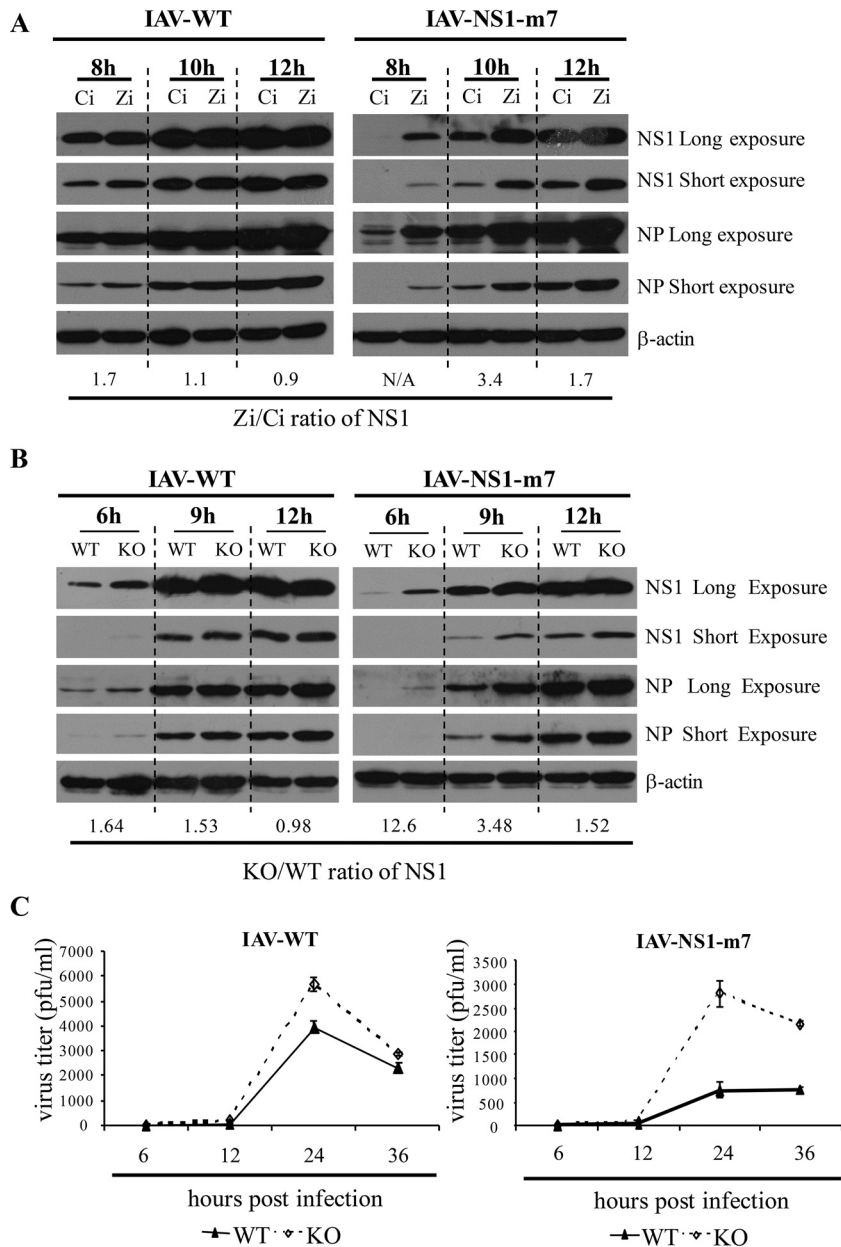 A
IAV-WT
IAV-NS1-m7
8h 10h 12h 8h 10h 12h
Ci Zi Ci Zi Ci Zi Ci Zi Ci Zi Ci Zi
NS1 Long exposure
NS1 Short exposure
NP Long exposure
NP Short exposure
β-actin
1.7 1.1 0.9 N/A 3.4 1.7
Zi/Ci ratio of NS1
B
IAV-WT
IAV-NS1-m7
6h 9h 12h 6h 9h 12h
WT KO WT KO WT KO WT KO WT KO WT KO
NS1 Long Exposure
NS1 Short Exposure
NP Long Exposure
NP Short Exposure
β-actin
1.64 1.53 0.98 12.6 3.48 1.52
KO/WT ratio of NS1
C
IAV-WT
virus titer (pfu/ml)
7000
6000
5000
4000
3000
2000
1000
0
6 12 24 36
hours post infection
WT KO
IAV-NS1-m7
virus titer (pfu/ml)
3500
3000
2500
2000
1500
1000
500
0
6 12 24 36
hours post infection
WT KO